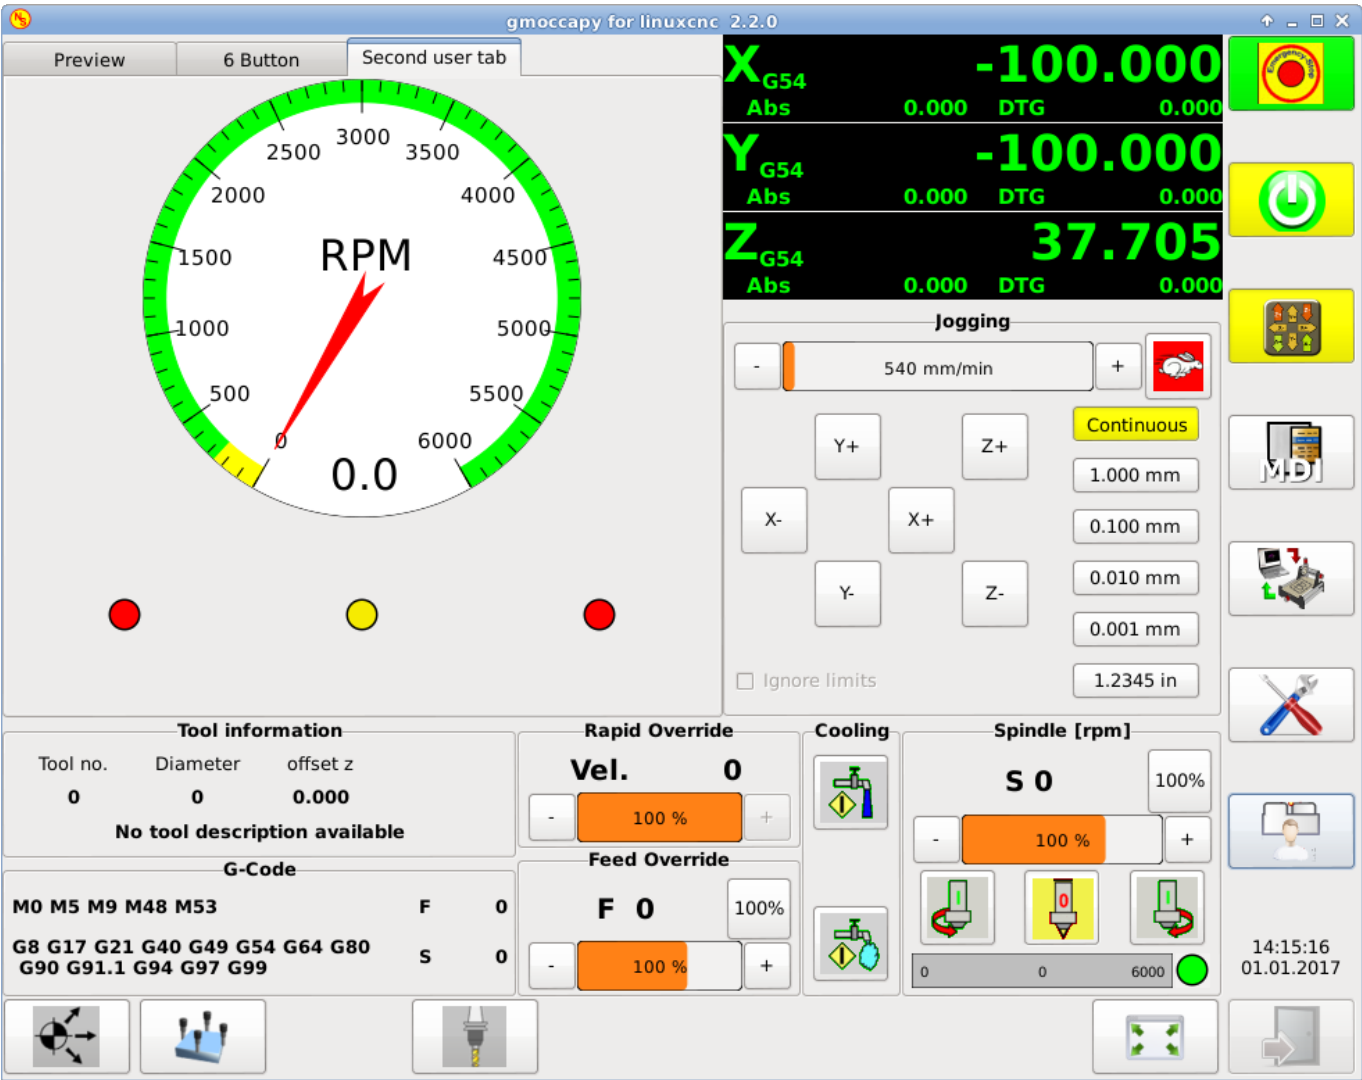 gmoccapy for linuxcnc 2.2.0
Preview 6 Button Second user tab
3000
2500 3500
2000 4000
RPM
1500 4500
1000 5000
500 5500
0 6000
0.0
X G54 -100.000
Abs 0.000 DTG 0.000
Y G54 -100.000
Abs 0.000 DTG 0.000
Z G54 37.705
Abs 0.000 DTG 0.000
Emergency-Stop
Jogging
- 540 mm/min +
Continuous
Y+ Z+
1.000 mm
X- X+
0.100 mm
0.010 mm
Y- Z-
0.001 mm
Ignore limits
1.2345 in
MDI
Tool information
Tool no. Diameter offset z
0 0 0.000
No tool description available
G-Code
M0 M5 M9 M48 M53
F 0
G8 G17 G21 G40 G49 G54 G64 G80
G90 G91.1 G94 G97 G99
S 0
Rapid Override
Vel. 0
- 100 % +
Feed Override
F 0 100%
- 100 % +
Cooling
Spindle [rpm]
S 0 100%
- 100 % +
I 0 I
0 0 6000
14:15:16
01.01.2017